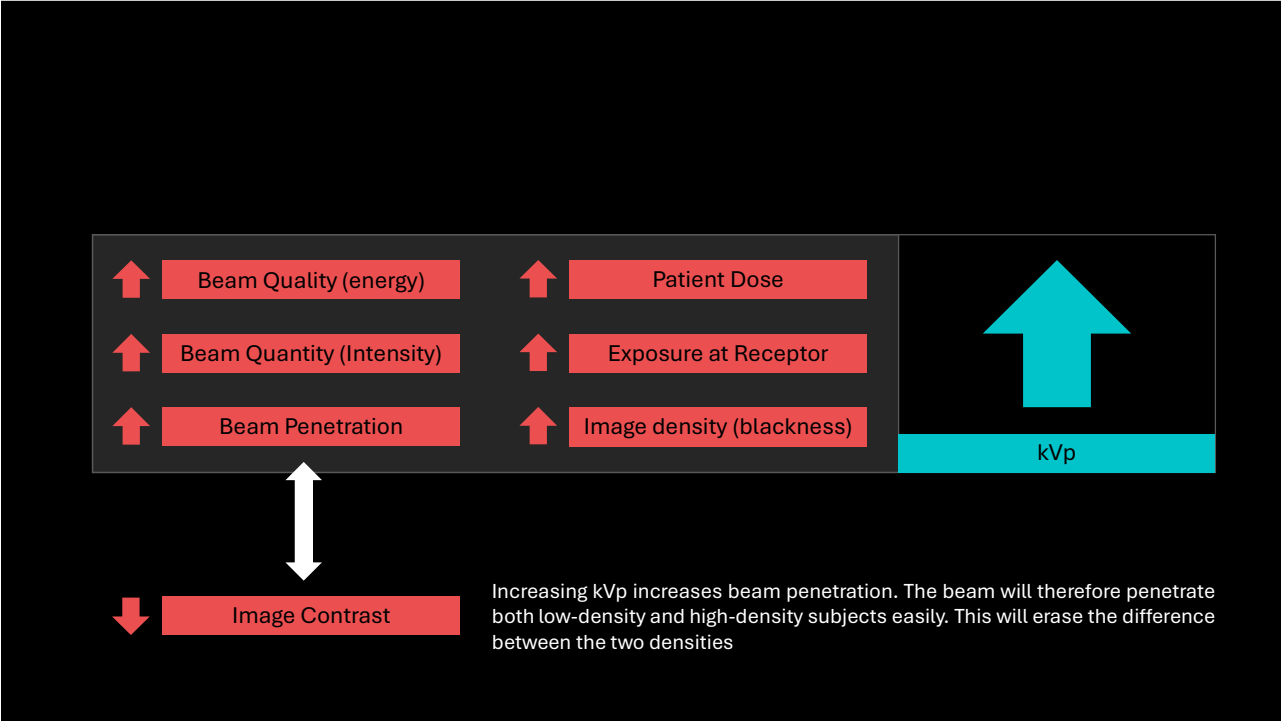 Beam Quality (energy)
Patient Dose
Beam Quantity (Intensity)
Exposure at Receptor
Beam Penetration
Image density (blackness)
kVp
Image Contrast
Increasing kVp increases beam penetration. The beam will therefore penetrate
both low-density and high-density subjects easily. This will erase the difference
between the two densities